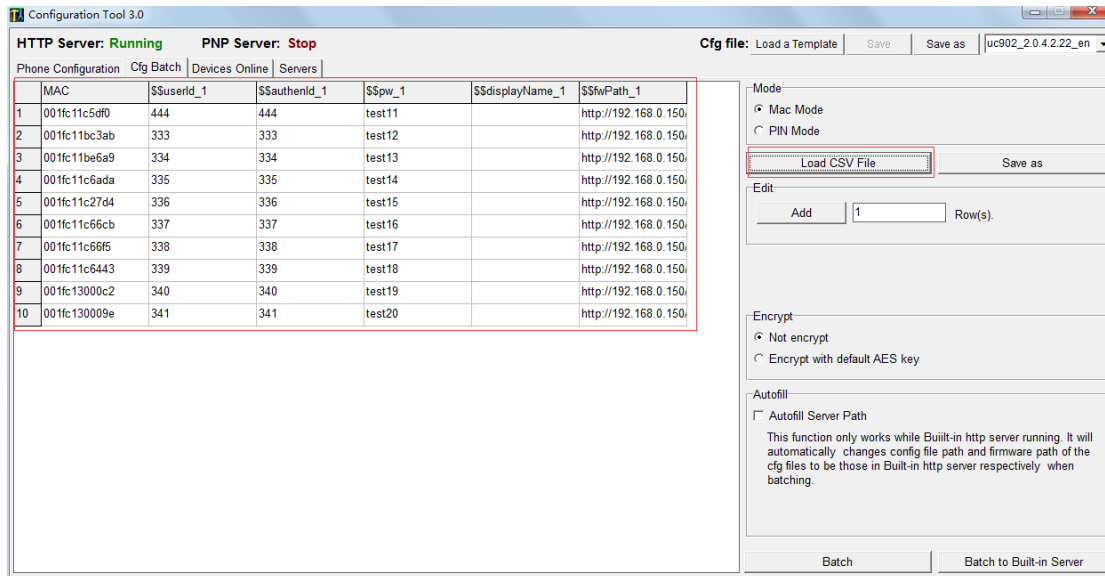 Configuration Tool 3.0
HTTP Server: Running PNP Server: Stop Cfg file: Load a Template Save Save as uc902_2.0.4.2.22_en
Phone Configuration Cfg Batch Devices Online Servers
MAC $$userId_1 $$authenId_1 $$pw_1 $$displayName_1 $$fwPath_1
1 001fc11c5df0 444 444 test11 http://192.168.0.150/
2 001fc11bc3ab 333 333 test12 http://192.168.0.150/
3 001fc11be6a9 334 334 test13 http://192.168.0.150/
4 001fc11c6ada 335 335 test14 http://192.168.0.150/
5 001fc11c27d4 336 336 test15 http://192.168.0.150/
6 001fc11c66cb 337 337 test16 http://192.168.0.150/
7 001fc11c66f5 338 338 test17 http://192.168.0.150/
8 001fc11c6443 339 339 test18 http://192.168.0.150/
9 001fc13000c2 340 340 test19 http://192.168.0.150/
10 001fc130009e 341 341 test20 http://192.168.0.150/
Mode
Mac Mode
PIN Mode
Load CSV File Save as
Edit
Add 1 Row(s).
Encrypt
Not encrypt
Encrypt with default AES key
Autofill
Autofill Server Path
This function only works while Buiilt-in http server running. It will
automatically changes config file path and firmware path of the
cfg files to be those in Built-in http server respectively when
batching.
Batch Batch to Built-in Server